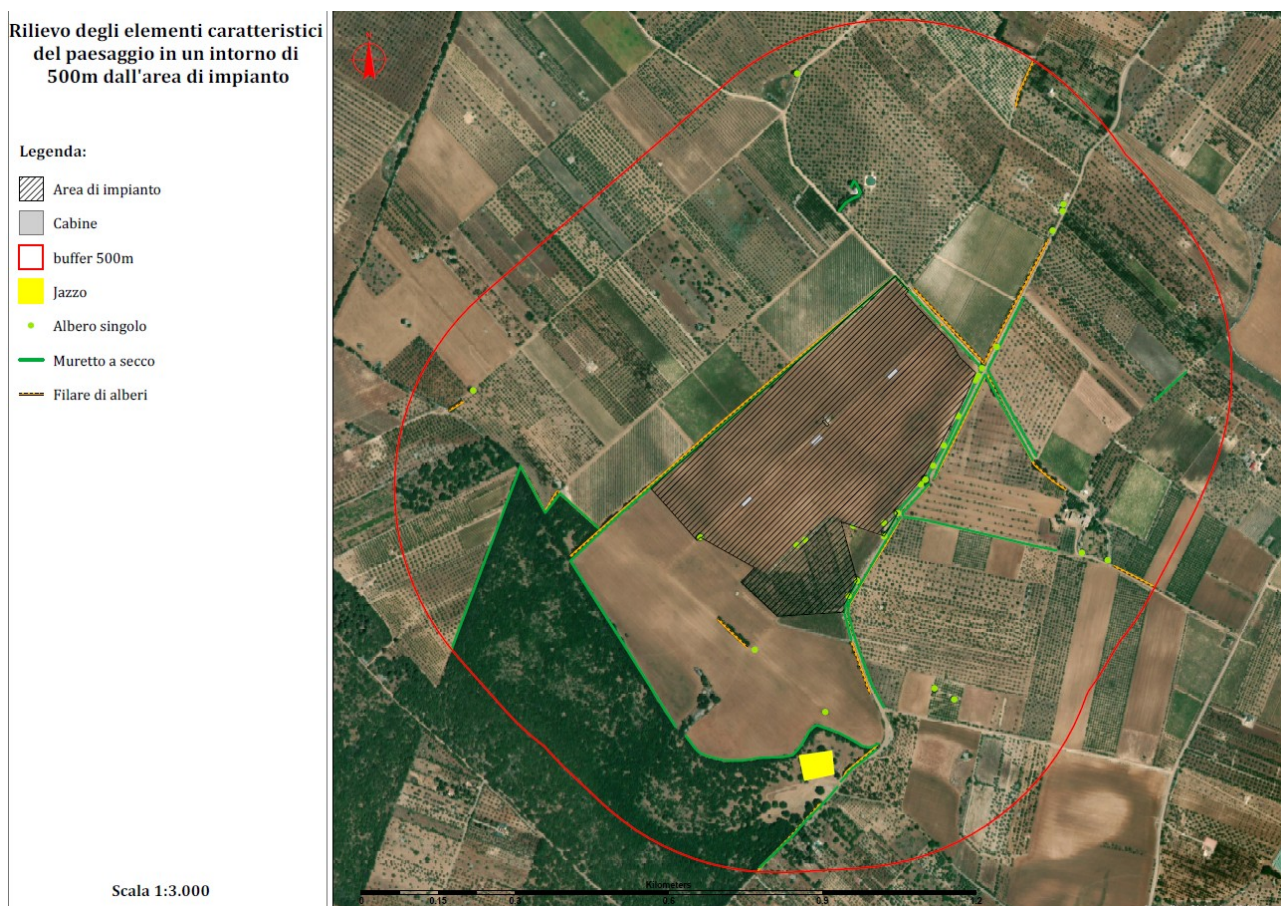 Rilievo degli elementi caratteristici
del paesaggio in un intorno di
500m dall'area di impianto
Legenda:
Area di impianto
Cabine
buffer 500m
Jazzo
Albero singolo
Muretto a secco
Filare di alberi
Scala 1:3.000
Kilometers
0 0.15 0.3 0.6 0.9 1.2